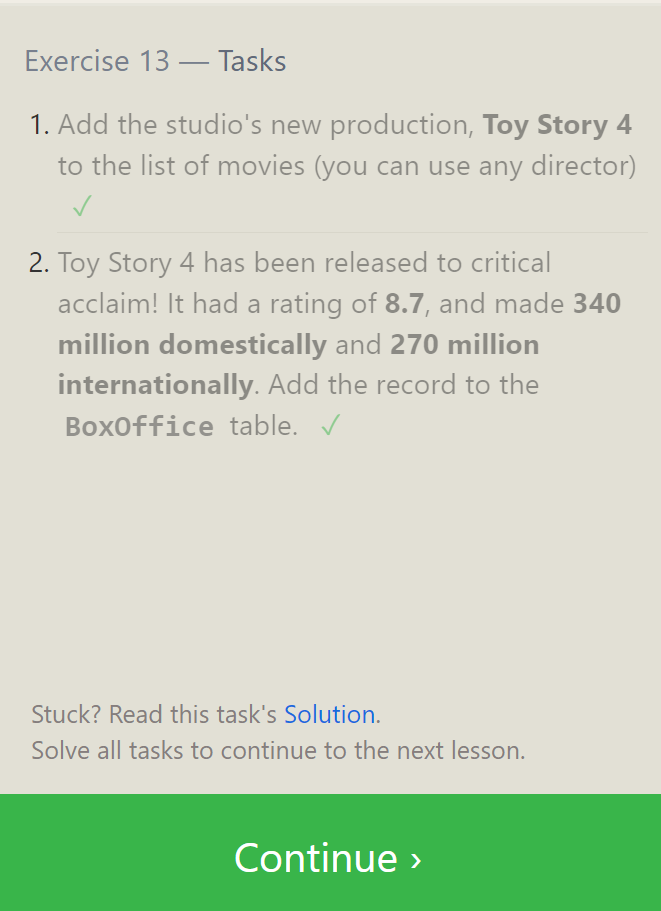 Exercise 13 — Tasks
1. Add the studio's new production, Toy Story 4
to the list of movies (you can use any director)
✓
2. Toy Story 4 has been released to critical
acclaim! It had a rating of 8.7, and made 340
million domestically and 270 million
internationally. Add the record to the
BoxOffice table. ✓
Stuck? Read this task's Solution.
Solve all tasks to continue to the next lesson.
Continue ›